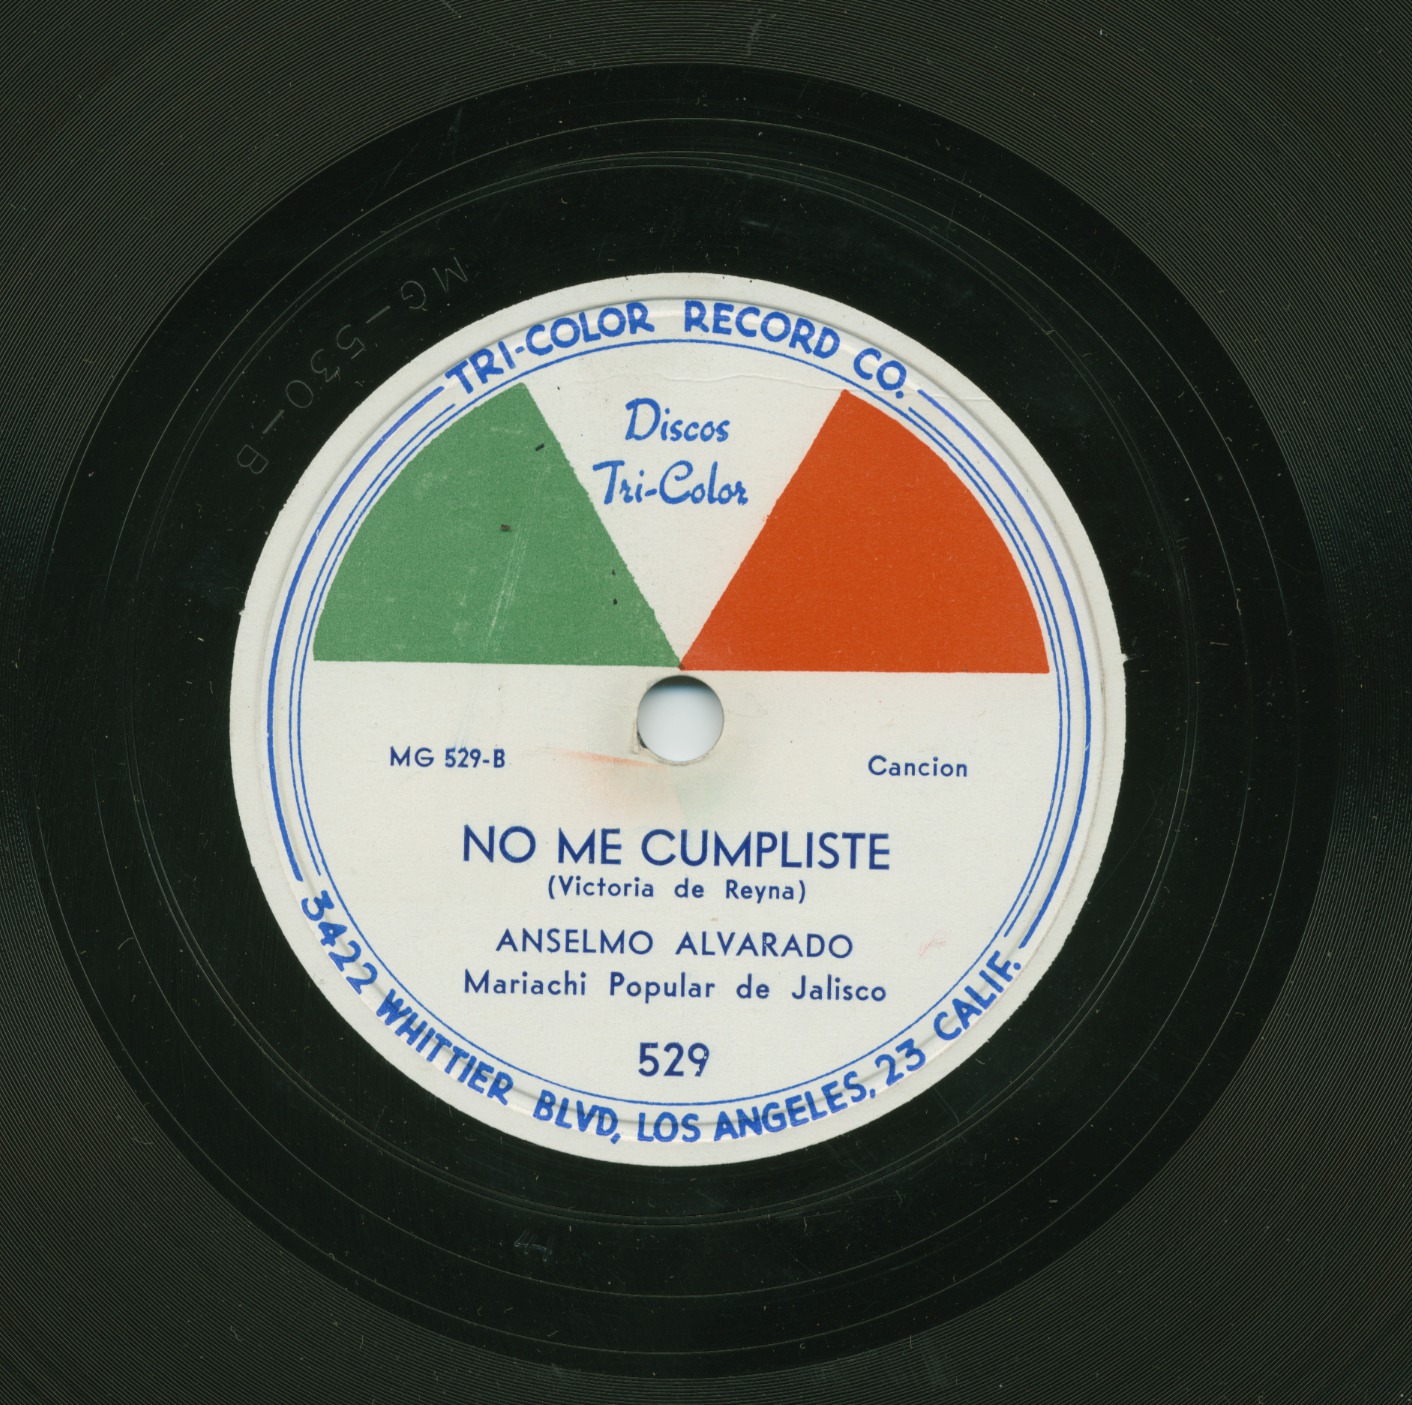 TRI-COLOR RECORD CO.
Discos
Tri-Color
MG 529-B
Cancion
NO ME CUMPLISTE
(Victoria de Reyna)
ANSELMO ALVARADO
Mariachi Popular de Jalisco
529
3422 WHITTIER BLVD, LOS ANGELES, 23 CALIF.
MG-530-B